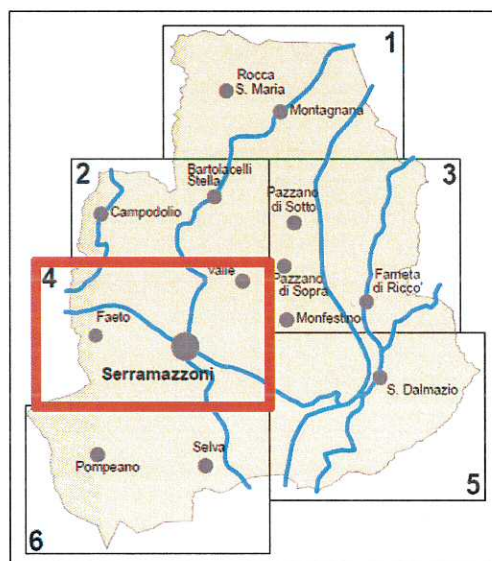 1
Rocca
S. Maria
Montagnana
2
Bartolacelli
Stella
3
Campodolio
Pazzano
di Sotto
4
Valle
Pazzano
di Sopra
Fameta
di Ricco'
Faeto
Monfestino
Serramazzoni
S. Dalmazio
Selva
Pompeano
5
6